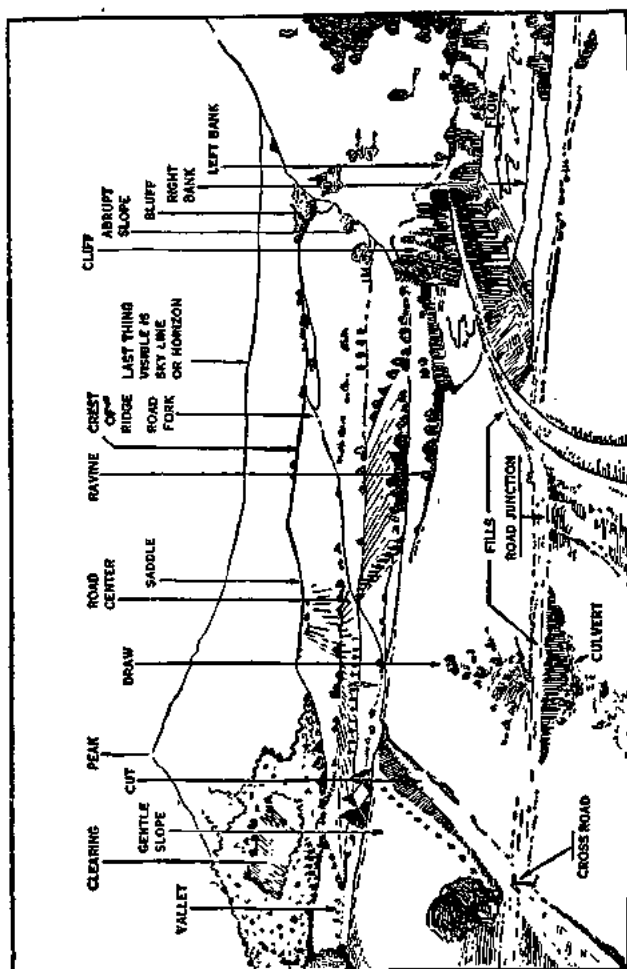 CLEARING
VALLEY
GENTLE
SLOPE
CUT
PEAK
DRAW
ROAD
CENTER
SADDLE
RAVINE
CREST
OF
RIDGE
ROAD
FORK
LAST THING
VISIBLE IS
SKY LINE
OR HORIZON
CLIFF
ABRUPT
SLOPE
BLUFF
RIGHT
BANK
LEFT BANK
FLOW
FILLS
ROAD JUNCTION
CULVERT
CROSS ROAD